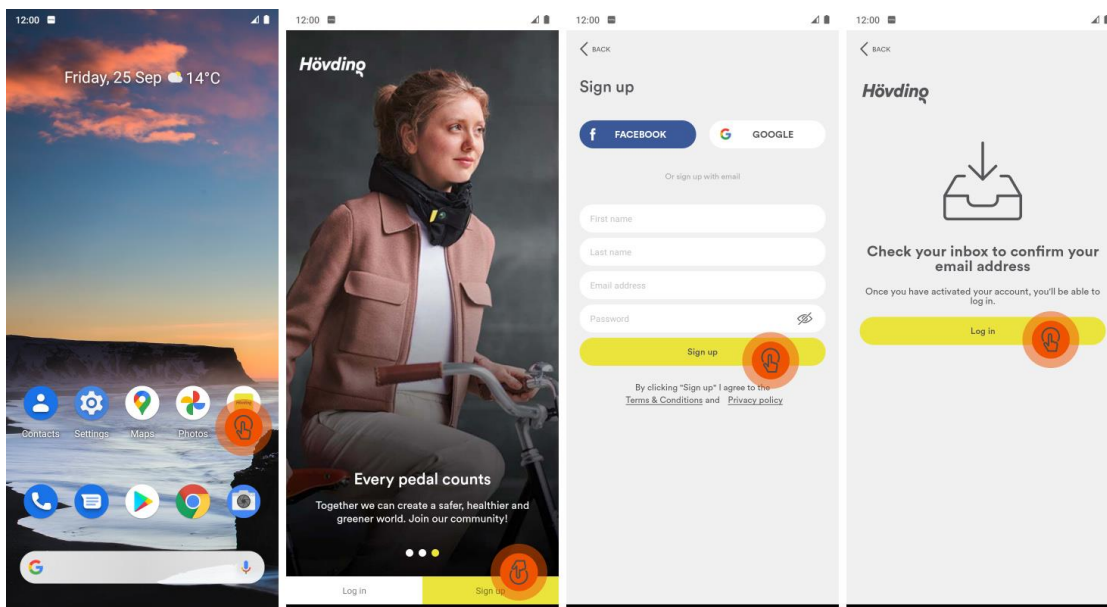 12:00
Friday, 25 Sep 14°C
Contacts Settings Maps Photos
G
12:00
Hövding
Every pedal counts
Together we can create a safer, healthier and
greener world. Join our community!
Log in Sign up
12:00
BACK
Sign up
f FACEBOOK G GOOGLE
Or sign up with email
First name
Last name
Email address
Password
Sign up
By clicking "Sign up" I agree to the
Terms & Conditions and Privacy policy
12:00
BACK
Hövding
Check your inbox to confirm your
email address
Once you have activated your account, you'll be able to
log in.
Log in